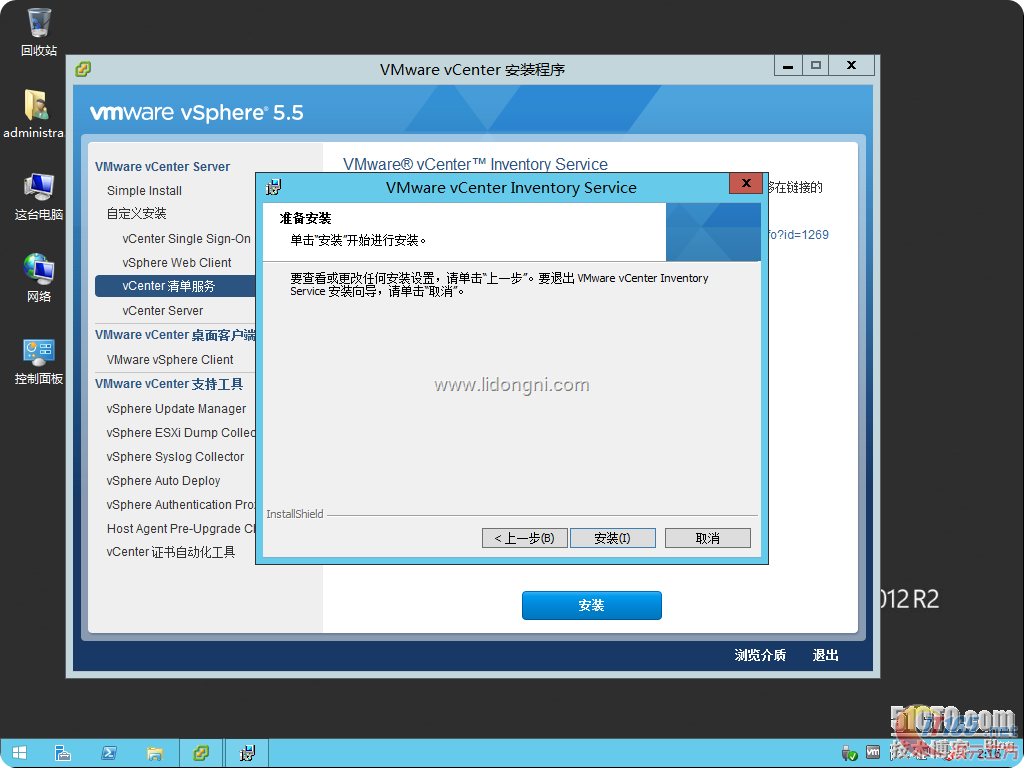 回收站
administra
这台电脑
网络
控制面板
VMware vCenter 安装程序
vmware vSphere® 5.5
VMware vCenter Server
Simple Install
自定义安装
vCenter Single Sign-On
vSphere Web Client
vCenter 清单服务
vCenter Server
VMware vCenter 桌面客户端
VMware vSphere Client
VMware vCenter 支持工具
vSphere Update Manager
vSphere ESXi Dump Collec
vSphere Syslog Collector
vSphere Auto Deploy
vSphere Authentication Pro
Host Agent Pre-Upgrade C
vCenter 证书自动化工具
VMware® vCenter™ Inventory Service
在链接的
fo?id=1269
VMware vCenter Inventory Service
准备安装
单击“安装”开始进行安装。
要查看或更改任何安装设置，请单击“上一步”。要退出 VMware vCenter Inventory
Service 安装向导，请单击“取消”。
www.lidongni.com
InstallShield
< 上一步(B)
安装(I)
取消
安装
浏览介质
退出
012 R2
vm
51CTO.com
技术博客 Blog
2:16